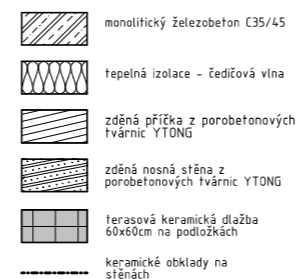 monolitický železobeton C35/45
tepelná izolace - čedičová vlna
zděná příčka z porobetonových
tvárnic YTONG
zděná nosná stěna z
porobetonových tvárnic YTONG
terasová keramická dlažba
60x60cm na podložkách
keramické obklady na
stěnách